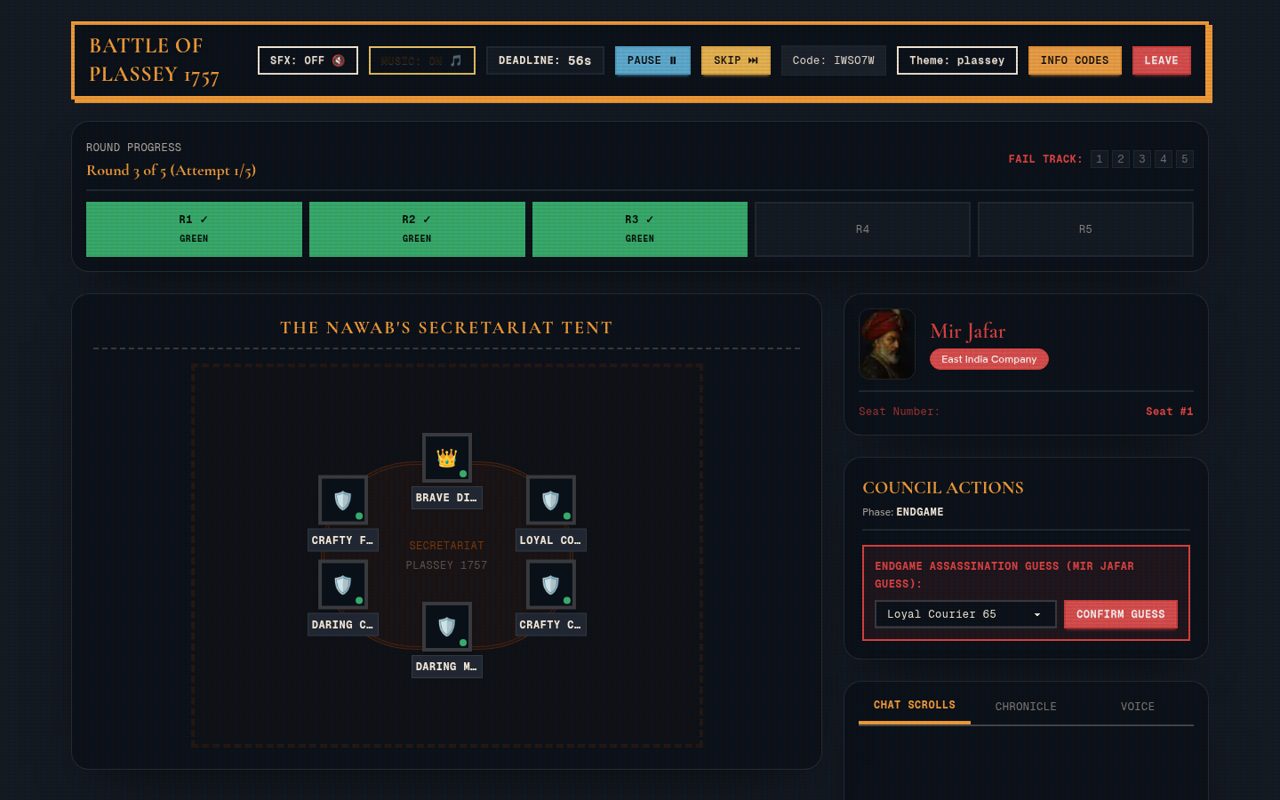 BATTLE OF
PLASSEY 1757
SFX: OFF 🔇
MUSIC: ON 🎵
DEADLINE: 56s
PAUSE ⏸
SKIP ⏭
Code: IWSO7W
Theme: plassey
INFO CODES
LEAVE
ROUND PROGRESS
Round 3 of 5 (Attempt 1/5)
FAIL TRACK: 1 2 3 4 5
R1 ✓
GREEN
R2 ✓
GREEN
R3 ✓
GREEN
R4
R5
THE NAWAB'S SECRETARIAT TENT
BRAVE DI…
CRAFTY F…
LOYAL CO…
SECRETARIAT
PLASSEY 1757
DARING C…
CRAFTY C…
DARING M…
Mir Jafar
East India Company
Seat Number: Seat #1
COUNCIL ACTIONS
Phase: ENDGAME
ENDGAME ASSASSINATION GUESS (MIR JAFAR
GUESS):
Loyal Courier 65
CONFIRM GUESS
CHAT SCROLLS
CHRONICLE
VOICE